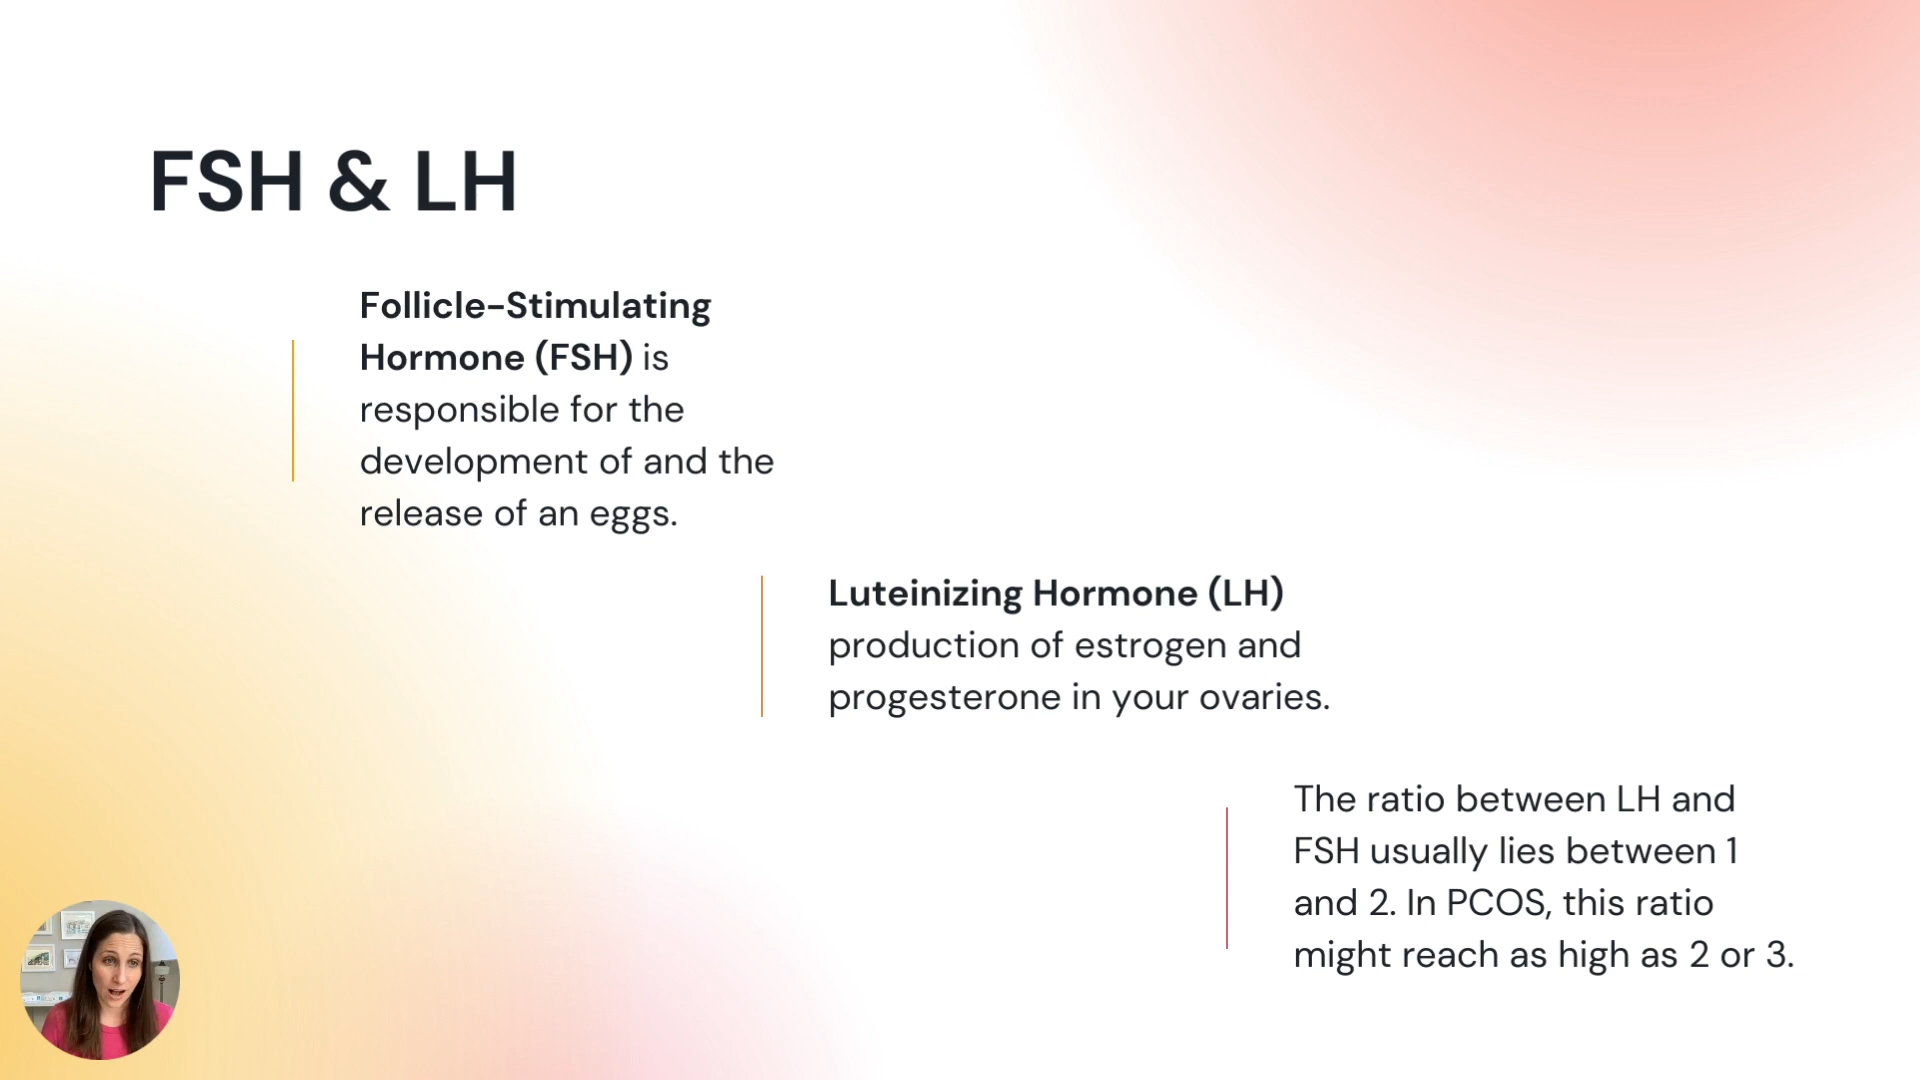 FSH & LH
Follicle-Stimulating
Hormone (FSH) is
responsible for the
development of and the
release of an eggs.
Luteinizing Hormone (LH)
production of estrogen and
progesterone in your ovaries.
The ratio between LH and
FSH usually lies between 1
and 2. In PCOS, this ratio
might reach as high as 2 or 3.